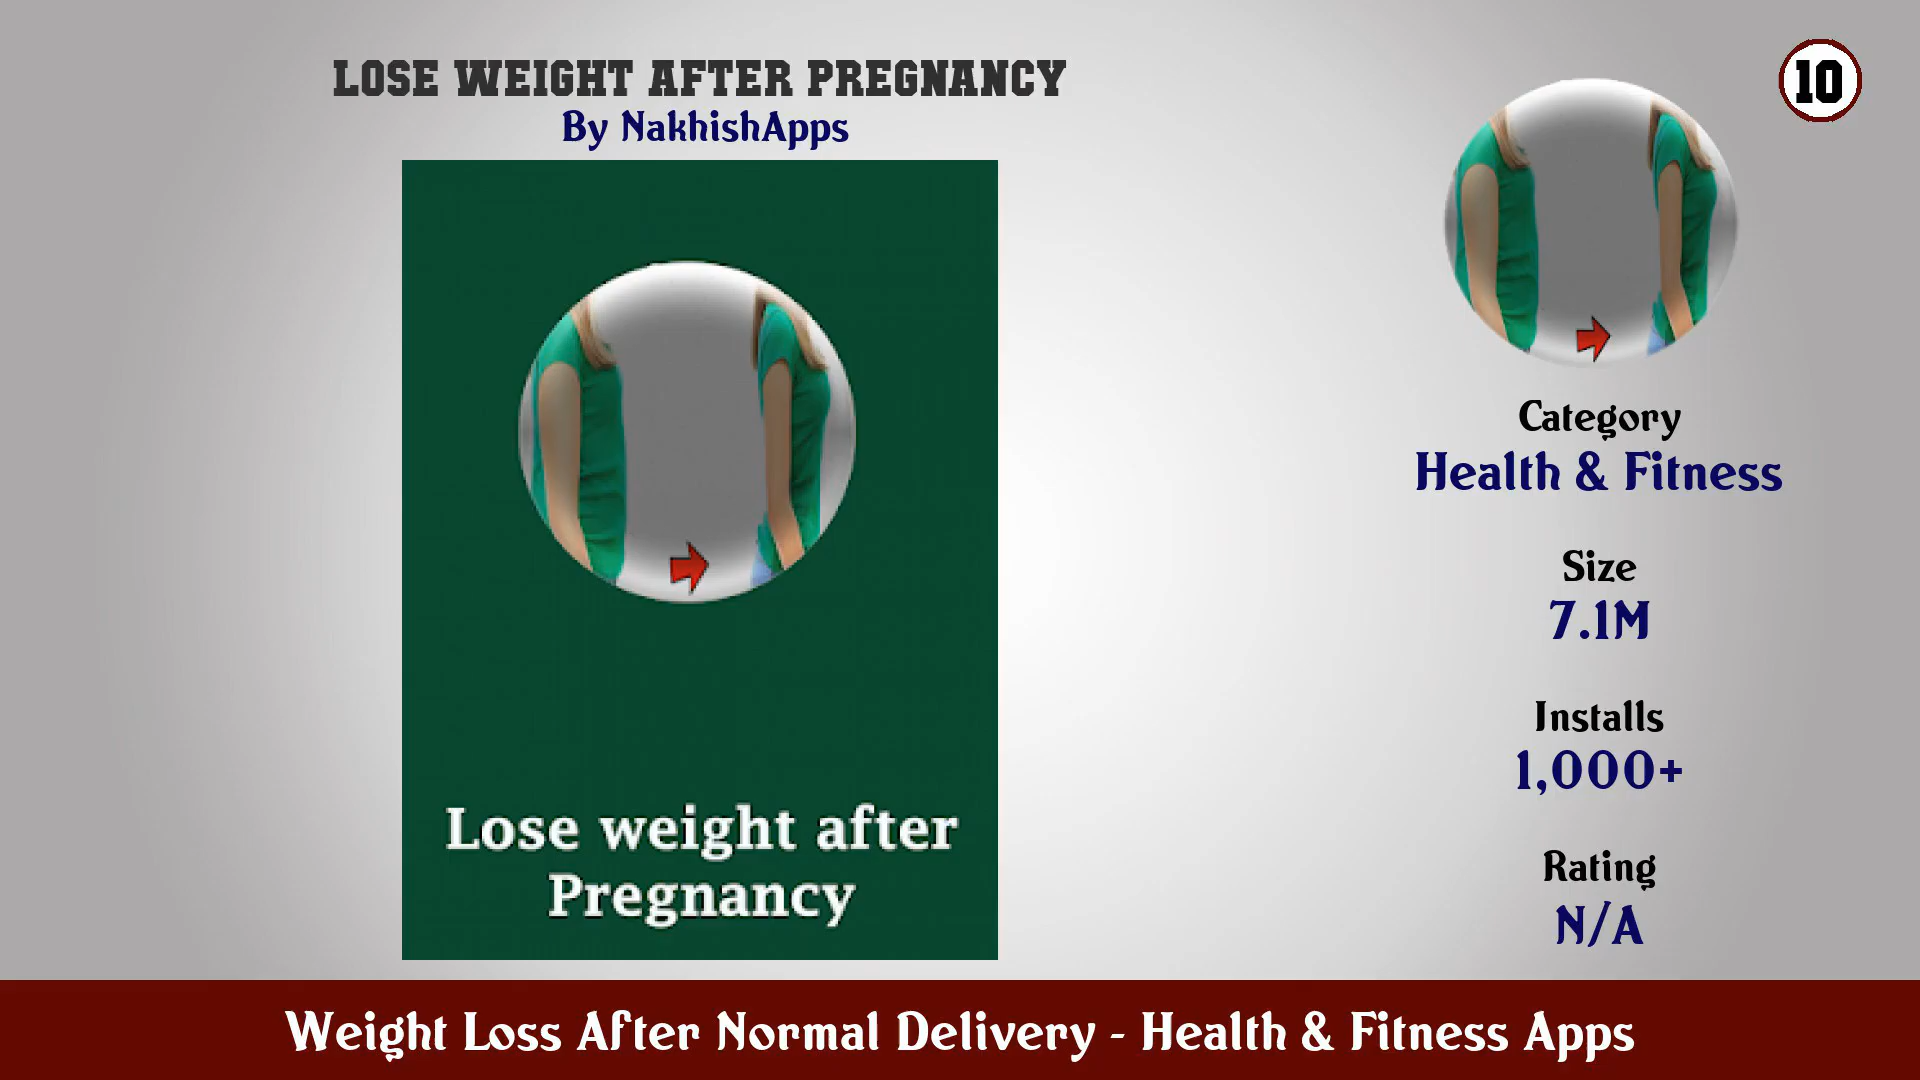 LOSE WEIGHT AFTER PREGNANCY
By NakhishApps
10
Lose weight after
Pregnancy
Category
Health & Fitness
Size
7.1M
Installs
1,000+
Rating
N/A
Weight Loss After Normal Delivery - Health & Fitness Apps